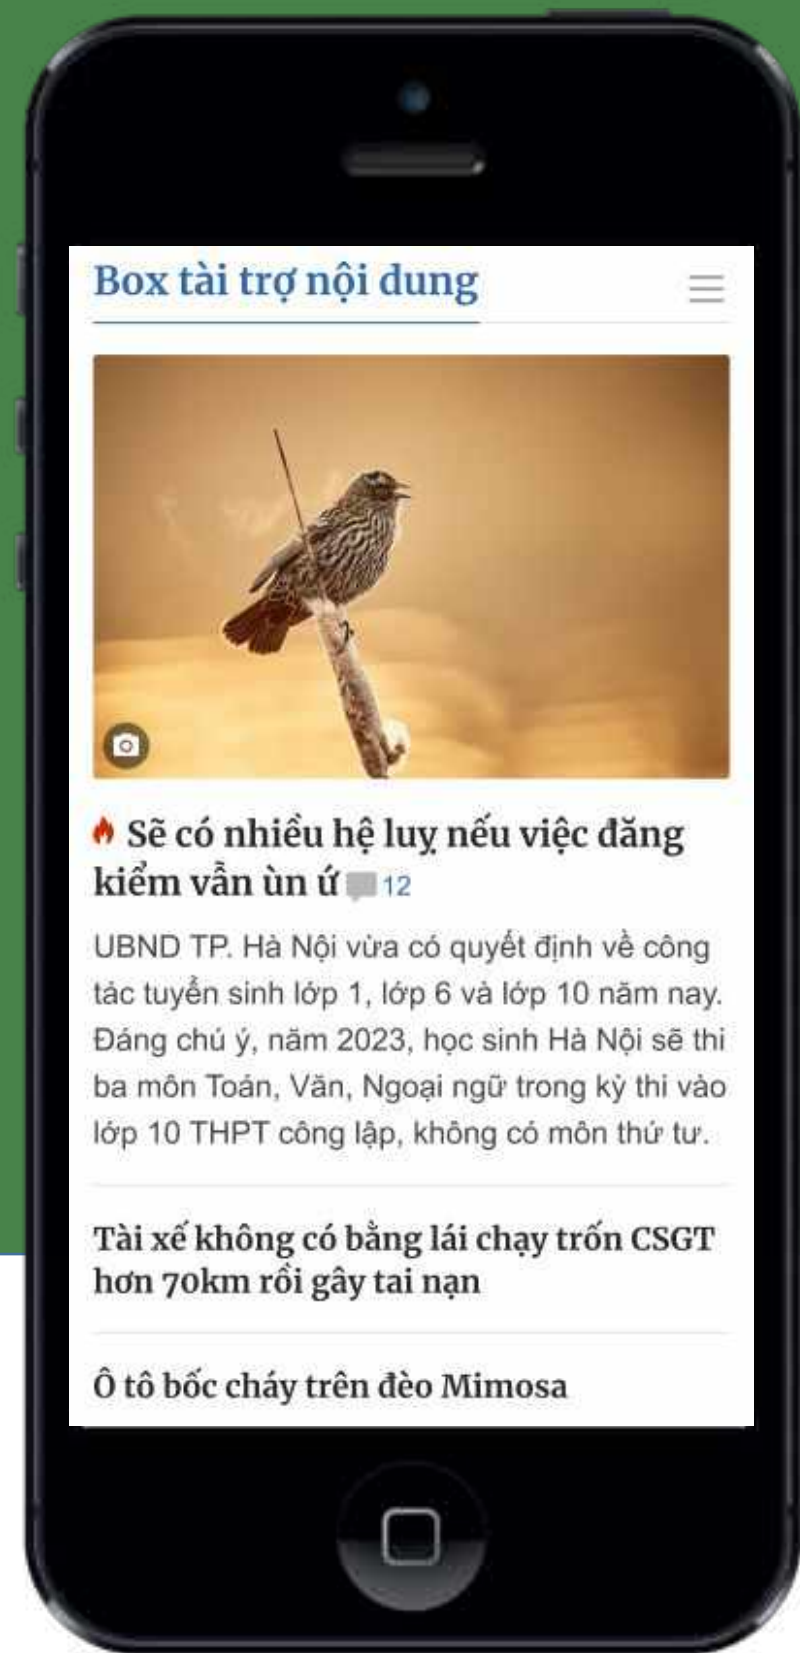 Box tài trợ nội dung
Sẽ có nhiều hệ luỵ nếu việc đăng
kiểm vẫn ùn ứ 12
UBND TP. Hà Nội vừa có quyết định về công
tác tuyển sinh lớp 1, lớp 6 và lớp 10 năm nay.
Đáng chú ý, năm 2023, học sinh Hà Nội sẽ thi
ba môn Toán, Văn, Ngoại ngữ trong kỳ thi vào
lớp 10 THPT công lập, không có môn thứ tư.
Tài xế không có bằng lái chạy trốn CSGT
hơn 70km rồi gây tai nạn
Ô tô bốc cháy trên đèo Mimosa